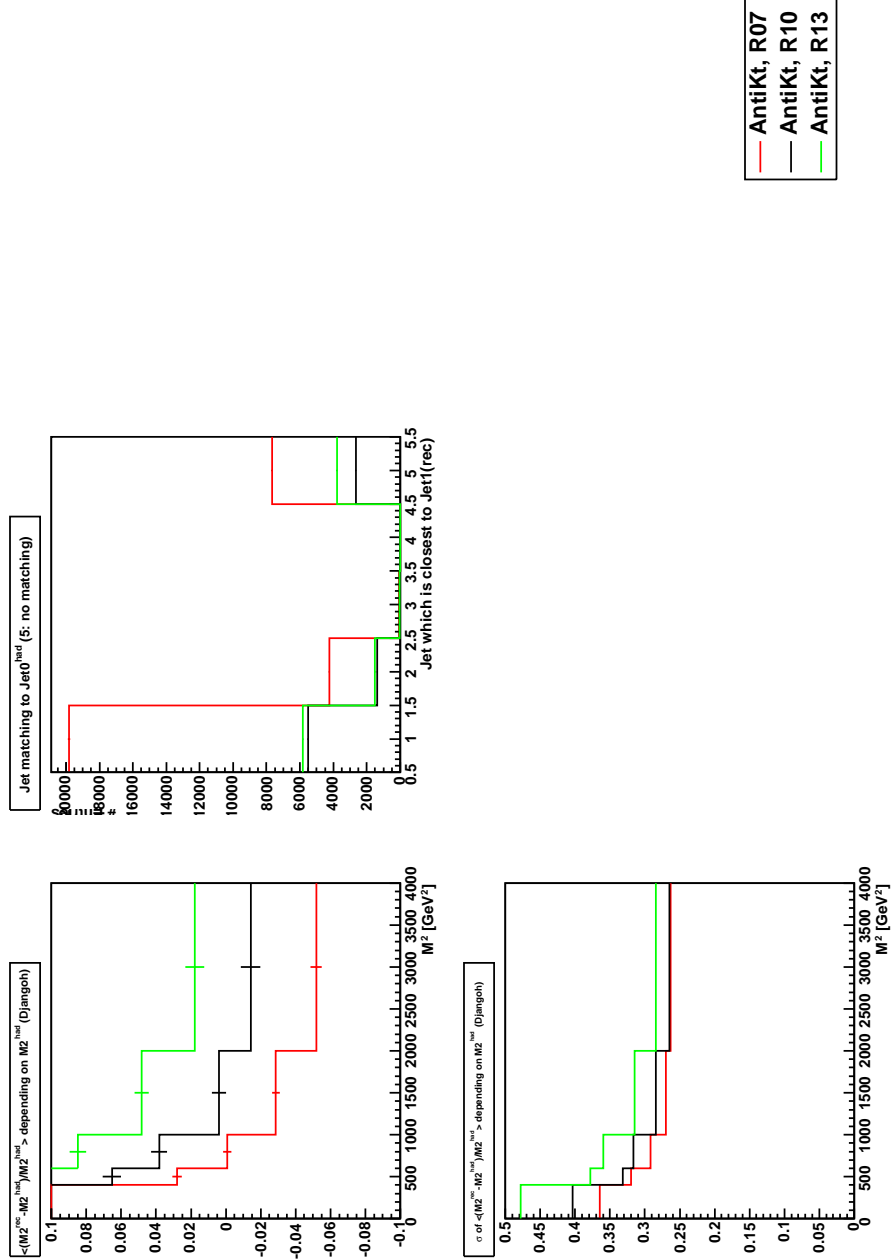 <(M2^rec -M2^had)/M2^had> depending on M2^had (Djangoh)
0.1
0.08
0.06
0.04
0.02
0
-0.02
-0.04
-0.06
-0.08
-0.1
0 500 1000 1500 2000 2500 3000 3500 4000
M² [GeV²]
Jet matching to Jet0^had (5: no matching)
#
20000
18000
16000
14000
12000
10000
8000
6000
4000
2000
0
0.5 1 1.5 2 2.5 3 3.5 4 4.5 5 5.5
Jet which is closest to Jet1(rec)
σ of <(M2^rec -M2^had)/M2^had> depending on M2^had (Djangoh)
0.5
0.45
0.4
0.35
0.3
0.25
0.2
0.15
0.1
0.05
0
0 500 1000 1500 2000 2500 3000 3500 4000
M² [GeV²]
AntiKt, R07
AntiKt, R10
AntiKt, R13